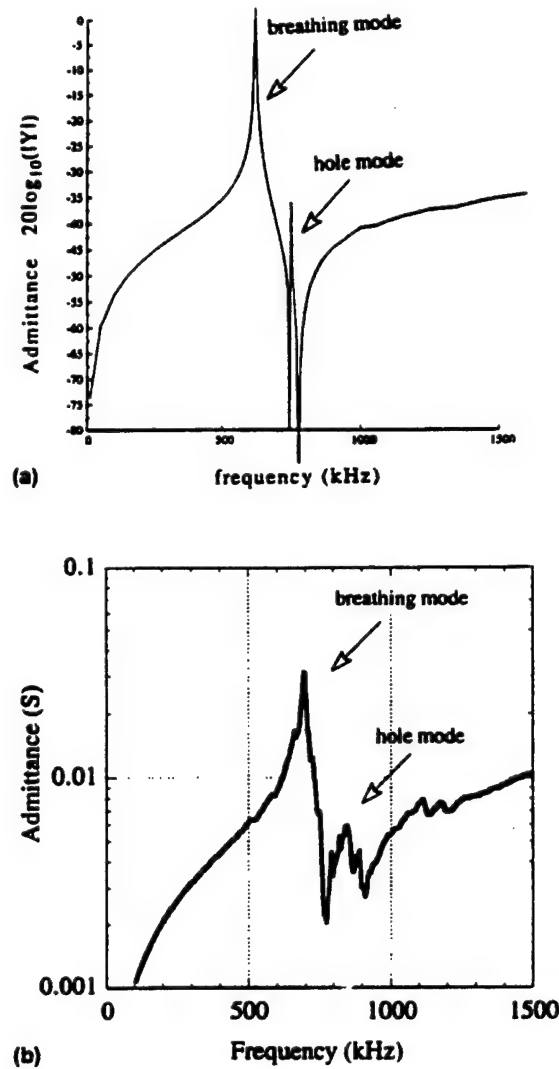 breathing mode
hole mode
Admittance 20log10(|Y|)
0
-5
-10
-15
-20
-25
-30
-35
-40
-45
-50
-55
-60
-65
-70
-75
-80
0
500
1000
1500
frequency (kHz)
(a)
0.1
breathing mode
hole mode
Admittance (S)
0.01
0.001
0
500
1000
1500
Frequency (kHz)
(b)